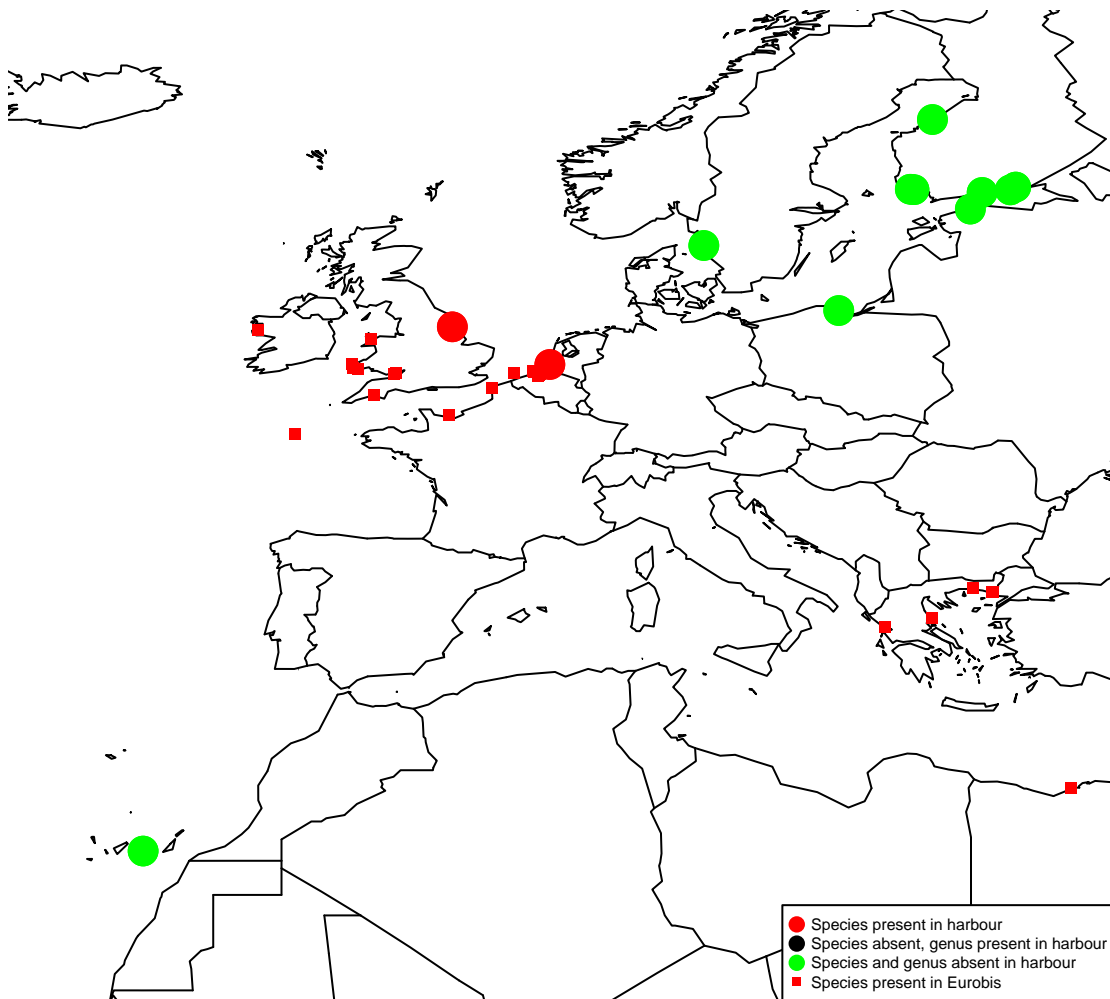 Species present in harbour
Species absent, genus present in harbour
Species and genus absent in harbour
Species present in Eurobis